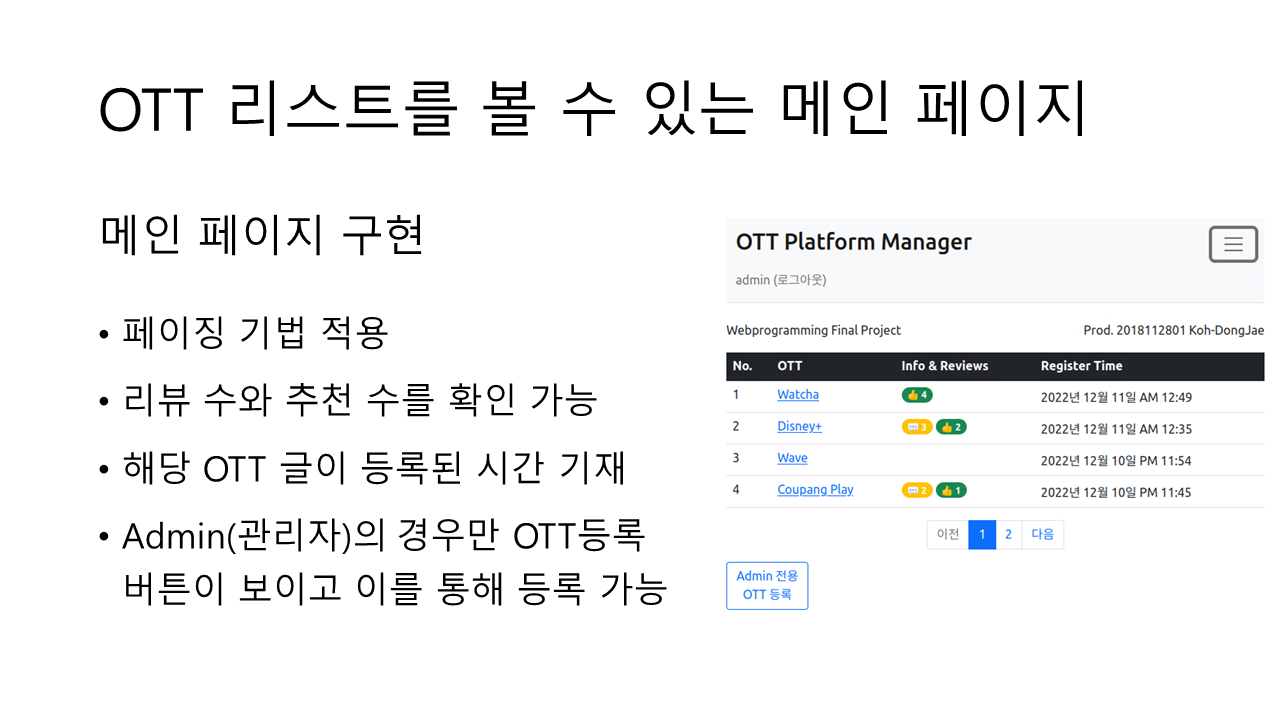 OTT 리스트를 볼 수 있는 메인 페이지
메인 페이지 구현
• 페이징 기법 적용
• 리뷰 수와 추천 수를 확인 가능
• 해당 OTT 글이 등록된 시간 기재
• Admin(관리자)의 경우만 OTT등록
버튼이 보이고 이를 통해 등록 가능
OTT Platform Manager
admin (로그아웃)
Webprogramming Final Project Prod. 2018112801 Koh-DongJae
No. OTT Info & Reviews Register Time
1 Watcha 👍 4 2022년 12월 11일 AM 12:49
2 Disney+ 💬 3 👍 2 2022년 12월 11일 AM 12:35
3 Wave 2022년 12월 10일 PM 11:54
4 Coupang Play 💬 2 👍 1 2022년 12월 10일 PM 11:45
이전 1 2 다음
Admin 전용
OTT 등록